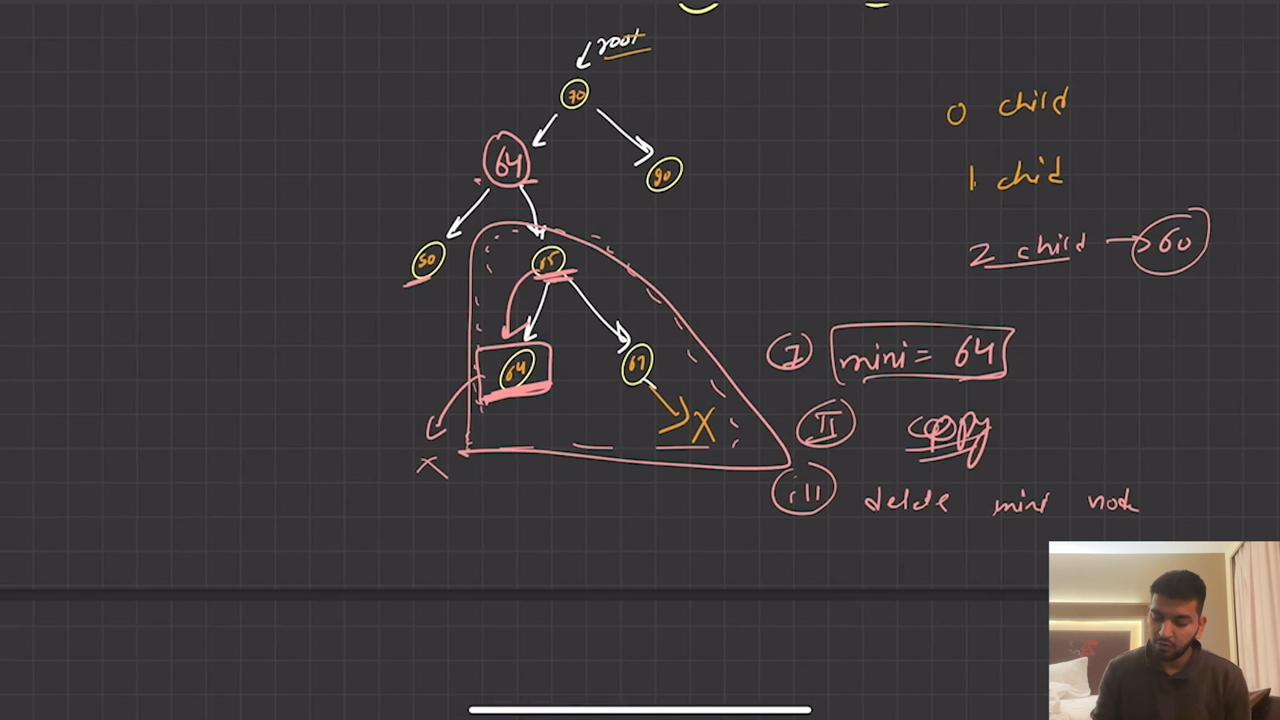 root
70
64
90
50
65
64
67
X
X
0 child
1 child
2 child → 60
I mini = 64
II copy
iii delete mini node